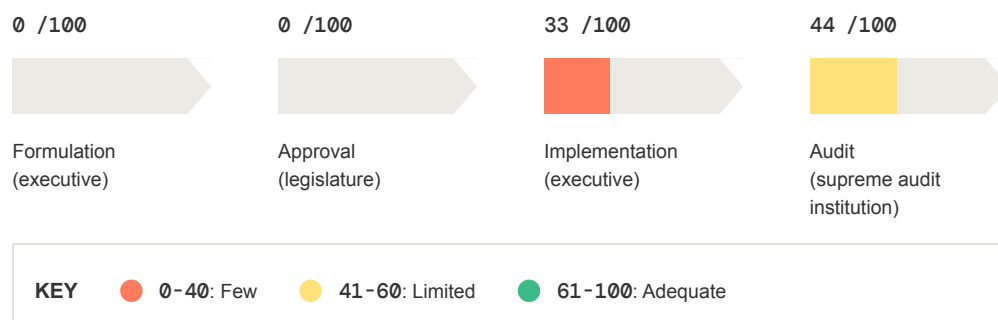 0 /100
0 /100
33 /100
44 /100
Formulation
(executive)
Approval
(legislature)
Implementation
(executive)
Audit
(supreme audit
institution)
KEY
0-40: Few
41-60: Limited
61-100: Adequate